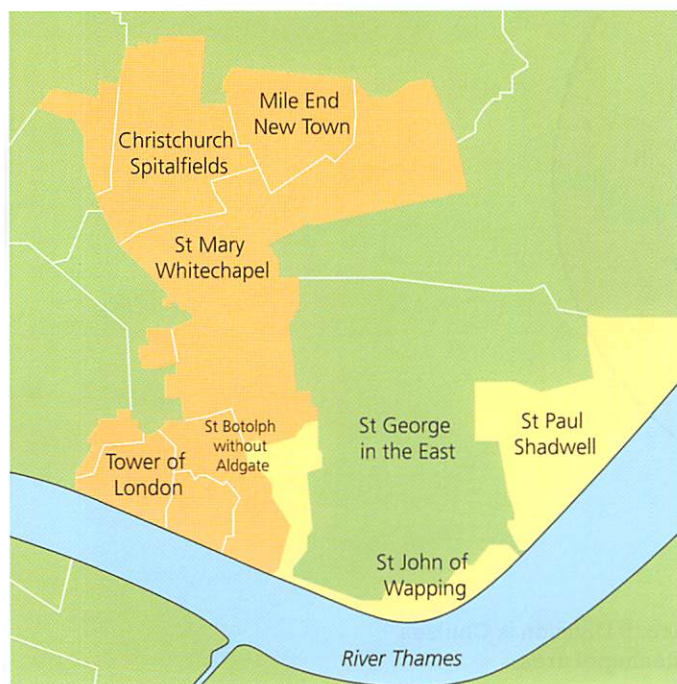 Mile End
New Town
Christchurch
Spitalfields
St Mary
Whitechapel
St Botolph
without
Aldgate
St George
in the East
St Paul
Shadwell
Tower of
London
St John of
Wapping
River Thames